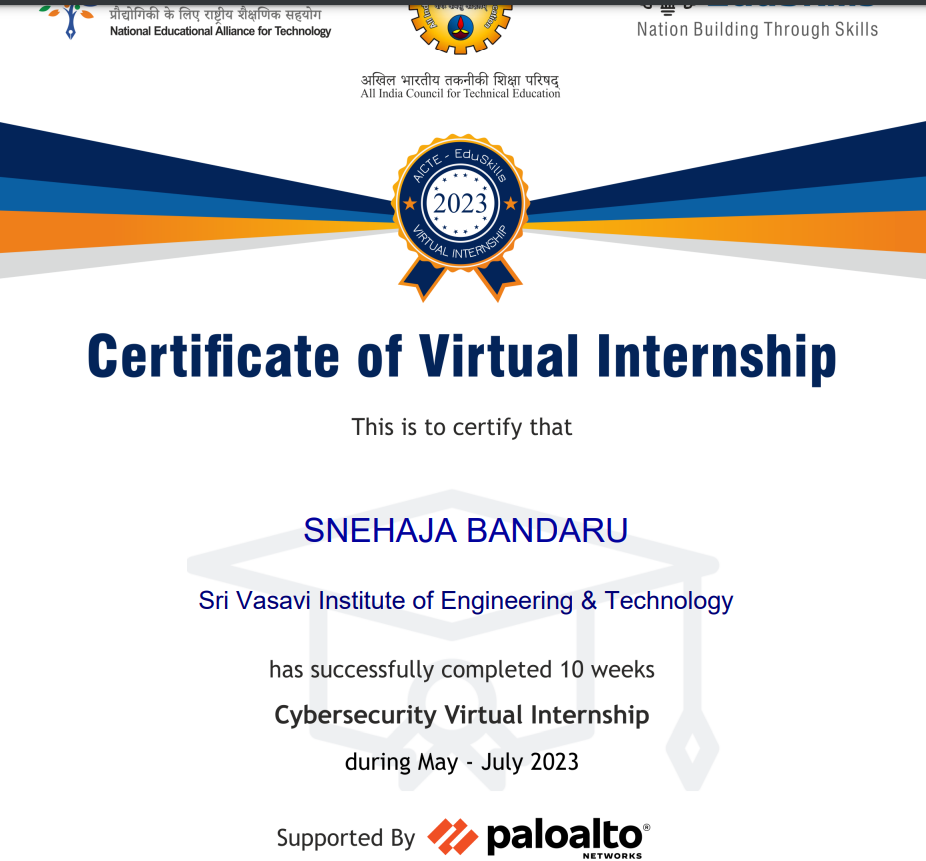 प्रौद्योगिकी के लिए राष्ट्रीय शैक्षणिक सहयोग
National Educational Alliance for Technology
Nation Building Through Skills
अखिल भारतीय तकनीकी शिक्षा परिषद्
All India Council for Technical Education
AICTE - EduSkills
2023
VIRTUAL INTERNSHIP
Certificate of Virtual Internship
This is to certify that
SNEHAJA BANDARU
Sri Vasavi Institute of Engineering & Technology
has successfully completed 10 weeks
Cybersecurity Virtual Internship
during May - July 2023
Supported By paloalto®
NETWORKS